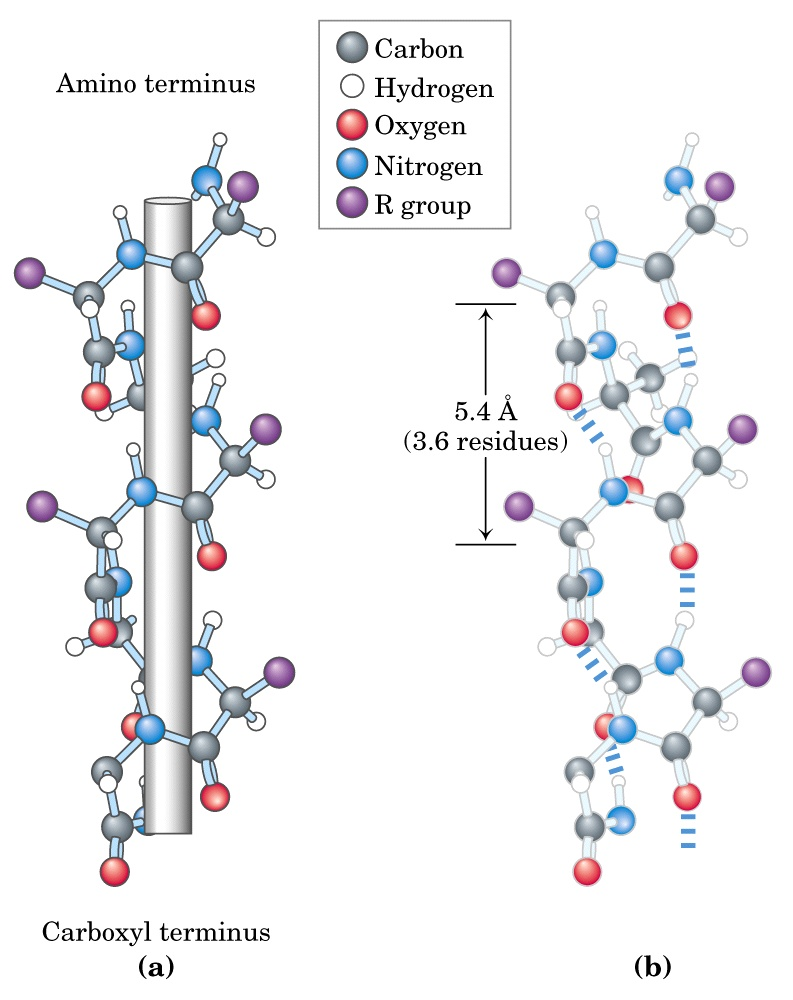 Carbon
Hydrogen
Oxygen
Nitrogen
R group
Amino terminus
5.4 Å
(3.6 residues)
Carboxyl terminus
(a)
(b)